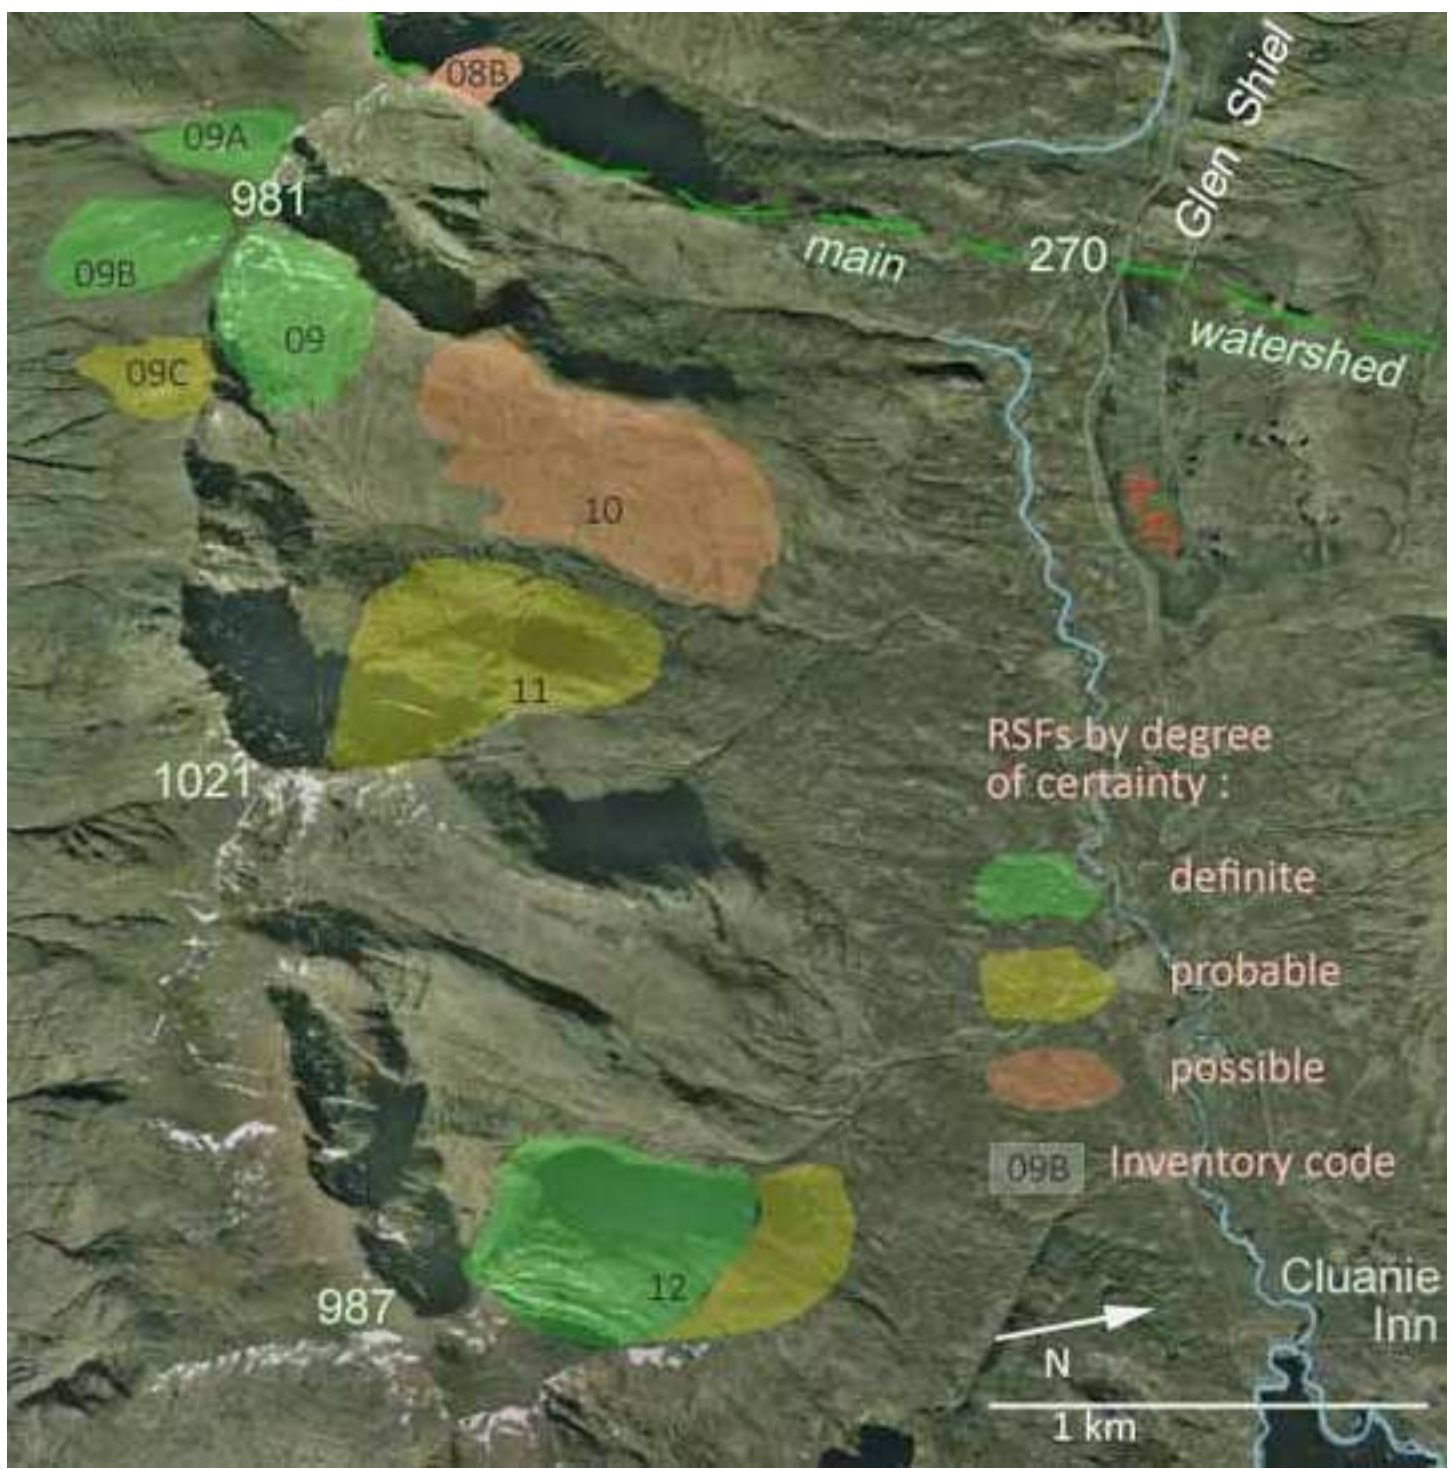 08B
Glen Shiel
09A
981
270
main
09B
watershed
09
09C
10
11
RSFs by degree
of certainty :
1021
definite
probable
possible
09B
Inventory code
12
Cluanie
Inn
987
N
1 km